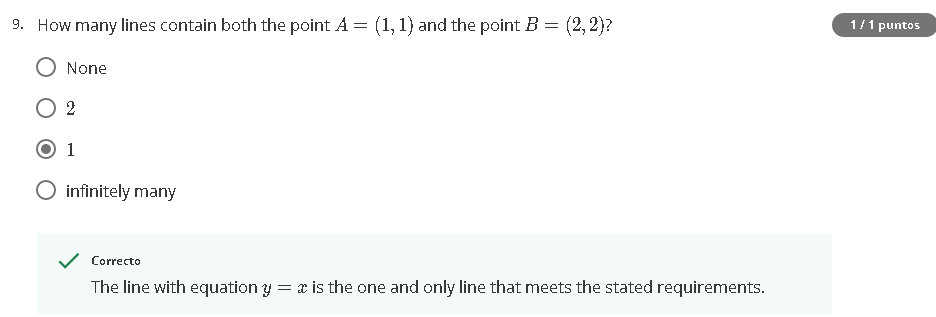 9. How many lines contain both the point A = (1, 1) and the point B = (2, 2)?
1 / 1 puntos
None
2
1
infinitely many
Correcto
The line with equation y = x is the one and only line that meets the stated requirements.